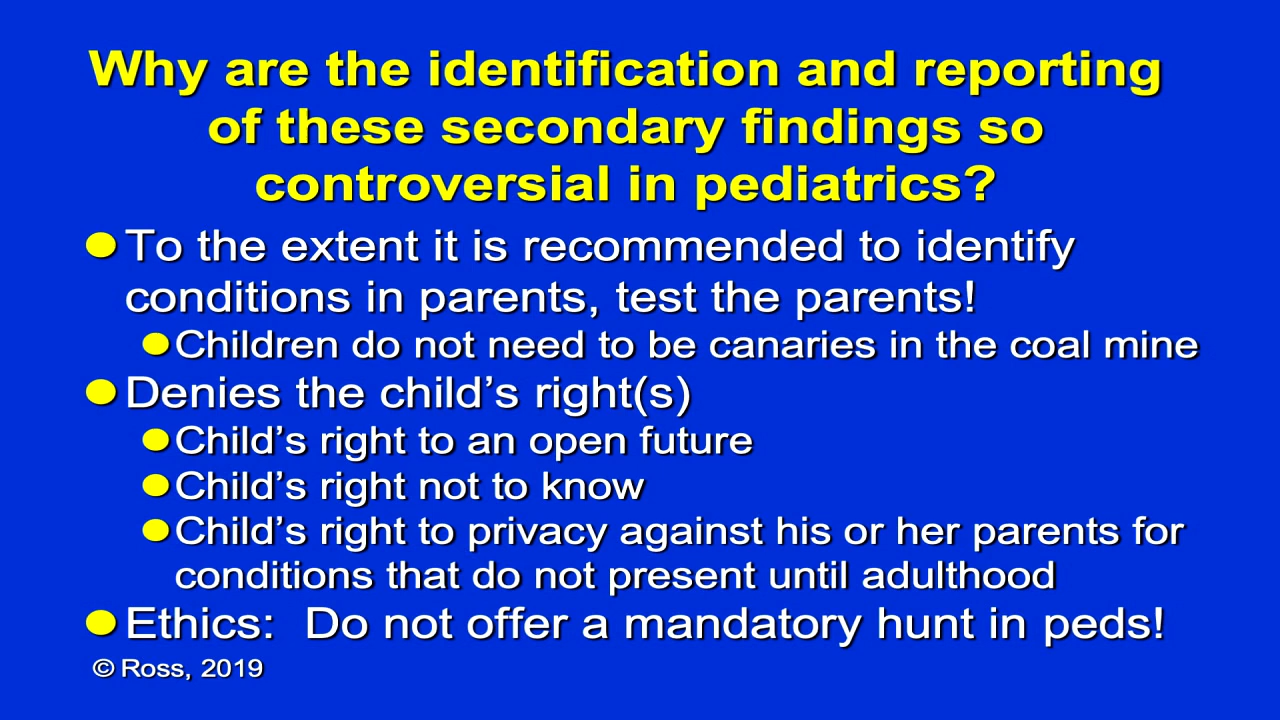 Why are the identification and reporting
of these secondary findings so
controversial in pediatrics?
● To the extent it is recommended to identify
conditions in parents, test the parents!
● Children do not need to be canaries in the coal mine
● Denies the child’s right(s)
● Child’s right to an open future
● Child’s right not to know
● Child’s right to privacy against his or her parents for
conditions that do not present until adulthood
● Ethics:  Do not offer a mandatory hunt in peds!
© Ross, 2019